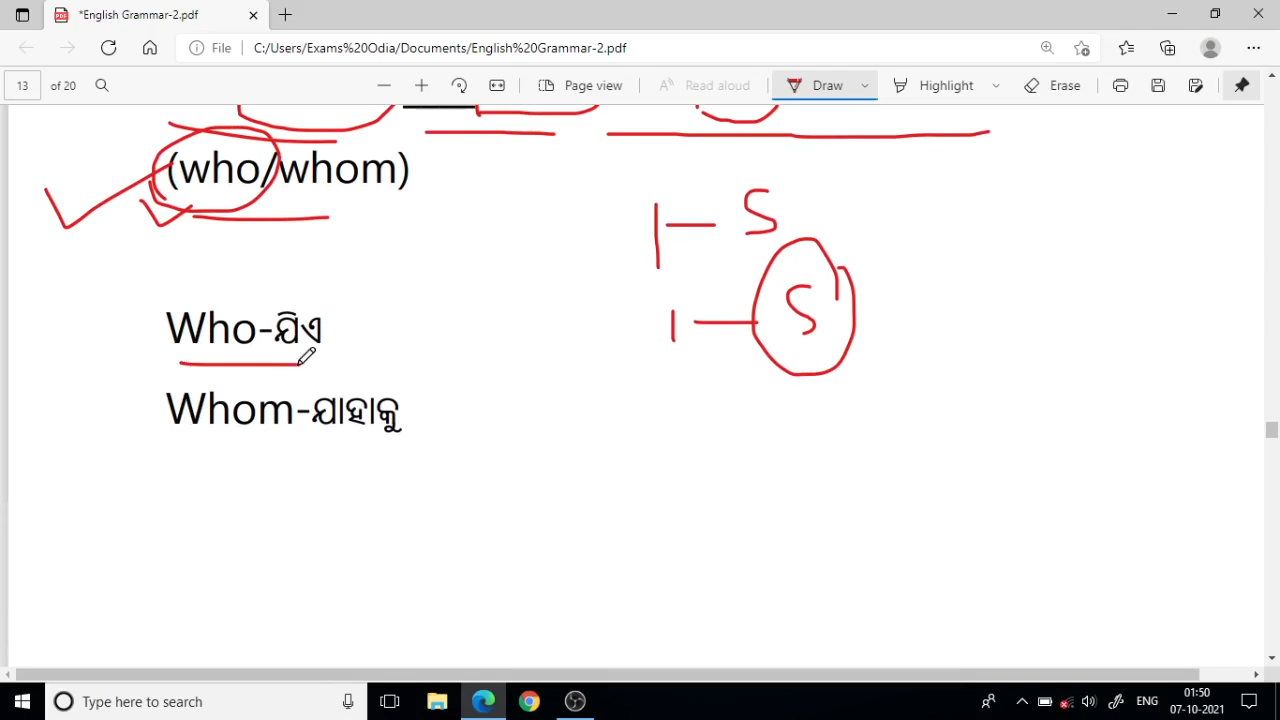 *English Grammar-2.pdf
File C:/Users/Exams%20Odia/Documents/English%20Grammar-2.pdf
13 of 20 Page view Read aloud Draw Highlight Erase
(who/whom)
S
S
Who-ଯିଏ
Whom-ଯାହାକୁ
Type here to search
ENG
01:50
07-10-2021